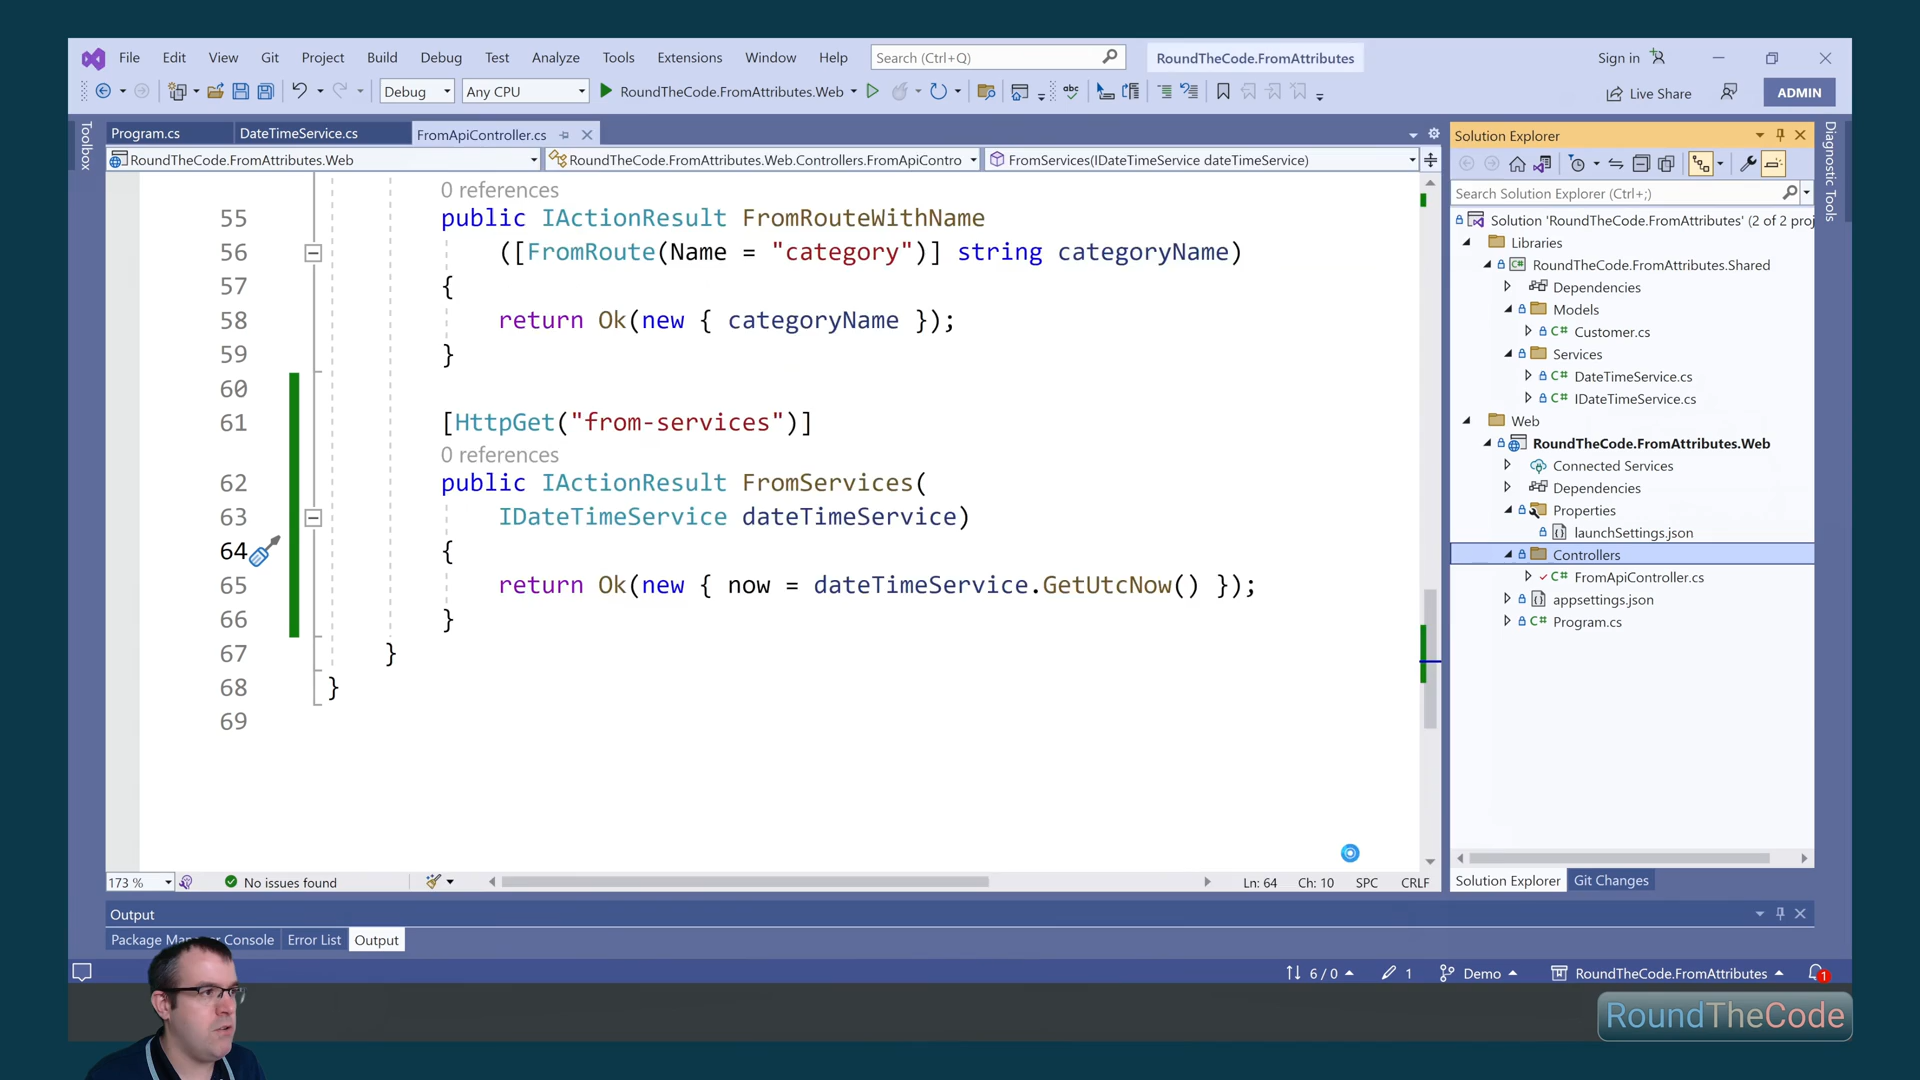 File Edit View Git Project Build Debug Test Analyze Tools Extensions Window Help Search (Ctrl+Q) RoundTheCode.FromAttributes Sign in
Debug Any CPU RoundTheCode.FromAttributes.Web Live Share ADMIN
Toolbox
Program.cs DateTimeService.cs FromApiController.cs
RoundTheCode.FromAttributes.Web RoundTheCode.FromAttributes.Web.Controllers.FromApiContro FromServices(IDateTimeService dateTimeService)
0 references
55 public IActionResult FromRouteWithName
56 ([FromRoute(Name = "category")] string categoryName)
57 {
58 return Ok(new { categoryName });
59 }
60
61 [HttpGet("from-services")]
0 references
62 public IActionResult FromServices(
63 IDateTimeService dateTimeService)
64 {
65 return Ok(new { now = dateTimeService.GetUtcNow() });
66 }
67 }
68 }
69
173 % No issues found Ln: 64 Ch: 10 SPC CRLF
Solution Explorer
Search Solution Explorer (Ctrl+;)
Solution 'RoundTheCode.FromAttributes' (2 of 2 proj
Libraries
RoundTheCode.FromAttributes.Shared
Dependencies
Models
C# Customer.cs
Services
C# DateTimeService.cs
C# IDateTimeService.cs
Web
RoundTheCode.FromAttributes.Web
Connected Services
Dependencies
Properties
launchSettings.json
Controllers
C# FromApiController.cs
appsettings.json
C# Program.cs
Solution Explorer Git Changes
Diagnostic Tools
Output
Package Mana r Console Error List Output
6 / 0 1 Demo RoundTheCode.FromAttributes 1
RoundTheCode